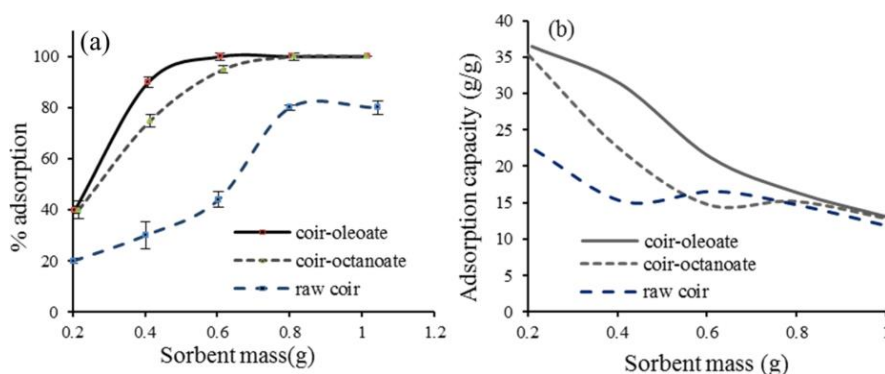 (a)
100
80
60
40
20
0
% adsorption
coir-oleoate
coir-octanoate
raw coir
0.2 0.4 0.6 0.8 1 1.2
Sorbent mass(g)
(b)
40
35
30
25
20
15
10
5
0
Adsorption capacity (g/g)
coir-oleoate
coir-octanoate
raw coir
0.2 0.4 0.6 0.8 1
Sorbent mass (g)